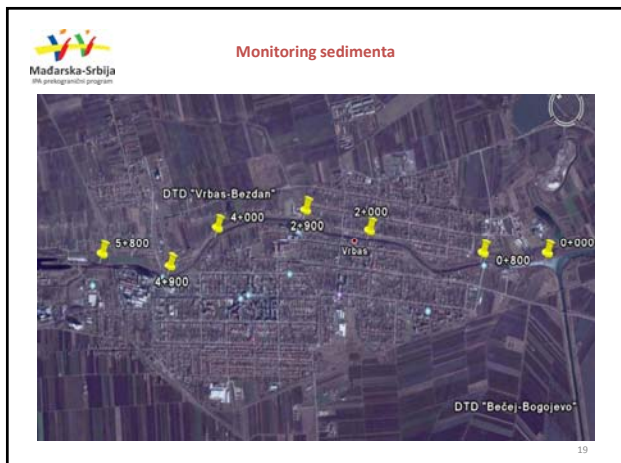 Monitoring sedimenta
Mađarska-Srbija
IPA prekogranični program
DTD "Vrbas-Bezdan"
4+000
2+900
2+000
5+800
4+900
Vrbas
0+800
0+000
DTD "Bečej-Bogojevo"
19